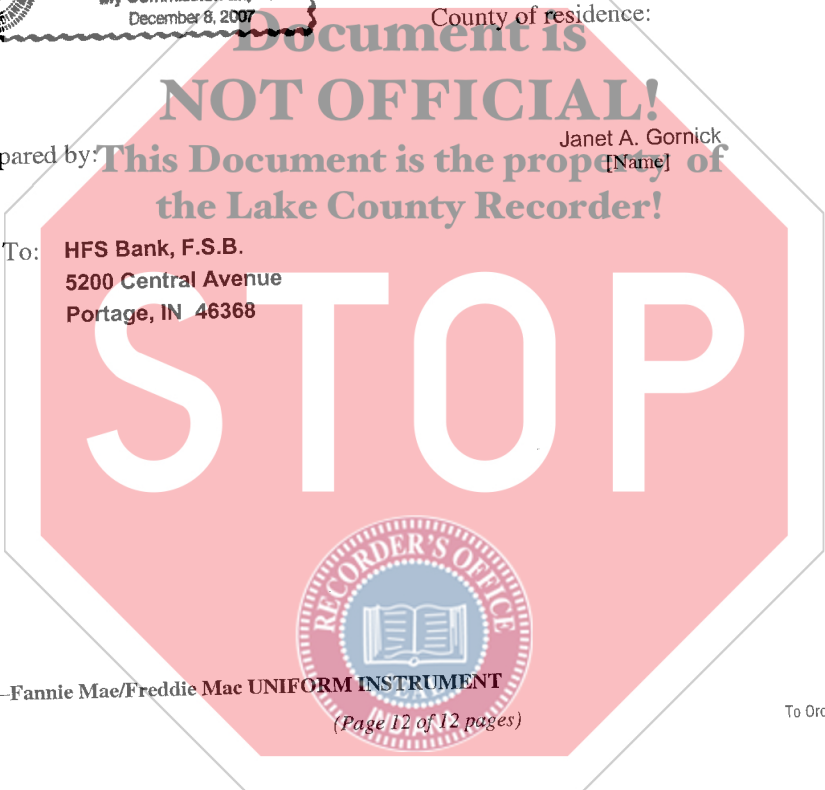 December 8, 2007
County of residence:
Document is
NOT OFFICIAL!
Janet A. Gornick
pared by:
This Document is the property of
[Name]
the Lake County Recorder!
To:
HFS Bank, F.S.B.
5200 Central Avenue
Portage, IN 46368
STOP
RECORDER'S OFFICE
INDIANA
–Fannie Mae/Freddie Mac UNIFORM INSTRUMENT
(Page 12 of 12 pages)
To Ord